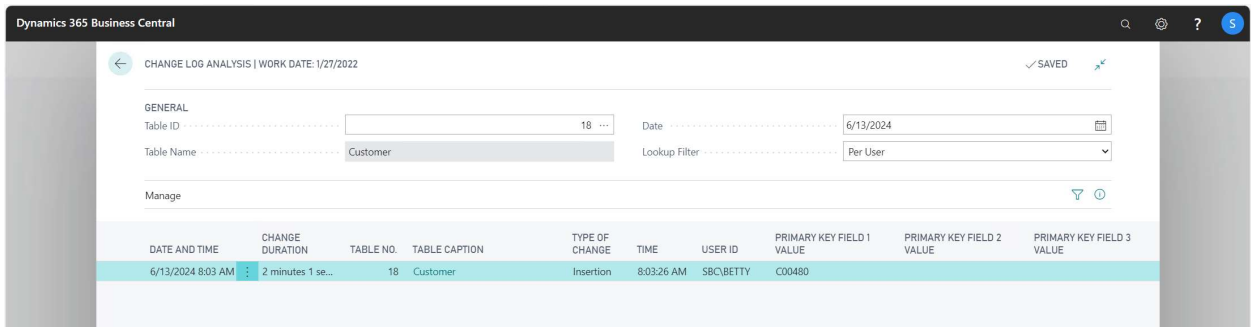 Dynamics 365 Business Central
?
S
CHANGE LOG ANALYSIS | WORK DATE: 1/27/2022
SAVED
GENERAL
Table ID 18 ... Date 6/13/2024
Table Name Customer Lookup Filter Per User
Manage
DATE AND TIME CHANGE DURATION TABLE NO. TABLE CAPTION TYPE OF CHANGE TIME USER ID PRIMARY KEY FIELD 1 VALUE PRIMARY KEY FIELD 2 VALUE PRIMARY KEY FIELD 3 VALUE
6/13/2024 8:03 AM 2 minutes 1 se... 18 Customer Insertion 8:03:26 AM SBC\BETTY C00480